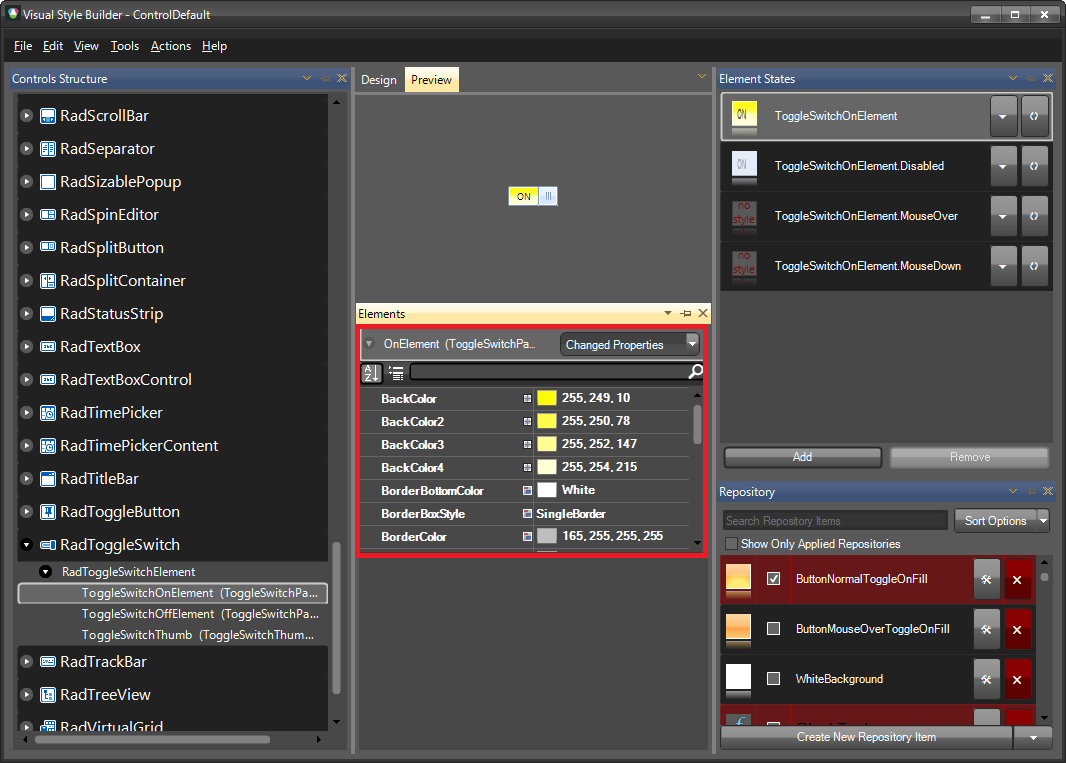 Visual Style Builder - ControlDefault
File Edit View Tools Actions Help
Controls Structure
RadScrollBar
RadSeparator
RadSizablePopup
RadSpinEditor
RadSplitButton
RadSplitContainer
RadStatusStrip
RadTextBox
RadTextBoxControl
RadTimePicker
RadTimePickerContent
RadTitleBar
RadToggleButton
RadToggleSwitch
RadToggleSwitchElement
ToggleSwitchOnElement (ToggleSwitchPa...
ToggleSwitchOffElement (ToggleSwitchPa...
ToggleSwitchThumb (ToggleSwitchThum...
RadTrackBar
RadTreeView
RadVirtualGrid
Design Preview
ON
Elements
OnElement (ToggleSwitchPa... Changed Properties
BackColor 255, 249, 10
BackColor2 255, 250, 78
BackColor3 255, 252, 147
BackColor4 255, 254, 215
BorderBottomColor White
BorderBoxStyle SingleBorder
BorderColor 165, 255, 255, 255
Element States
ON ToggleSwitchOnElement
ON ToggleSwitchOnElement.Disabled
no style ToggleSwitchOnElement.MouseOver
no style ToggleSwitchOnElement.MouseDown
Add Remove
Repository
Search Repository Items Sort Options
Show Only Applied Repositories
ButtonNormalToggleOnFill
ButtonMouseOverToggleOnFill
WhiteBackground
Create New Repository Item